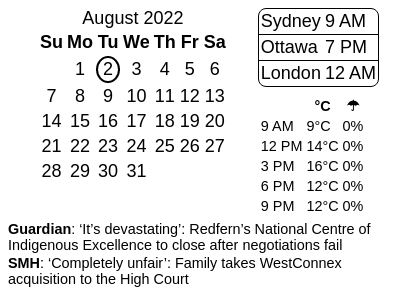 August 2022
Su Mo Tu We Th Fr Sa
1 2 3 4 5 6
7 8 9 10 11 12 13
14 15 16 17 18 19 20
21 22 23 24 25 26 27
28 29 30 31
Sydney 9 AM
Ottawa 7 PM
London 12 AM
°C ☂
9 AM 9°C 0%
12 PM 14°C 0%
3 PM 16°C 0%
6 PM 12°C 0%
9 PM 12°C 0%
Guardian: ‘It’s devastating’: Redfern’s National Centre of
Indigenous Excellence to close after negotiations fail
SMH: ‘Completely unfair’: Family takes WestConnex
acquisition to the High Court